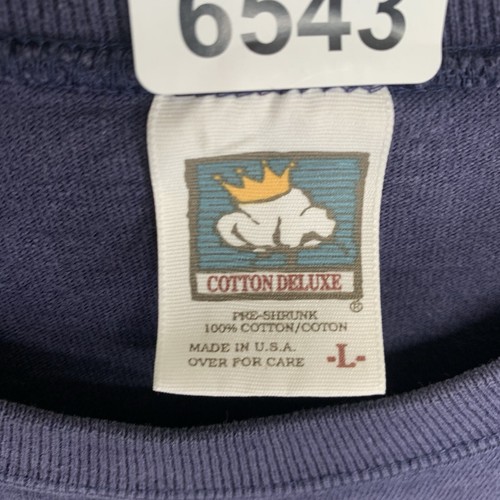 6543
COTTON DELUXE
®
PRE-SHRUNK
100% COTTON/COTON
MADE IN U.S.A.
OVER FOR CARE
-L-